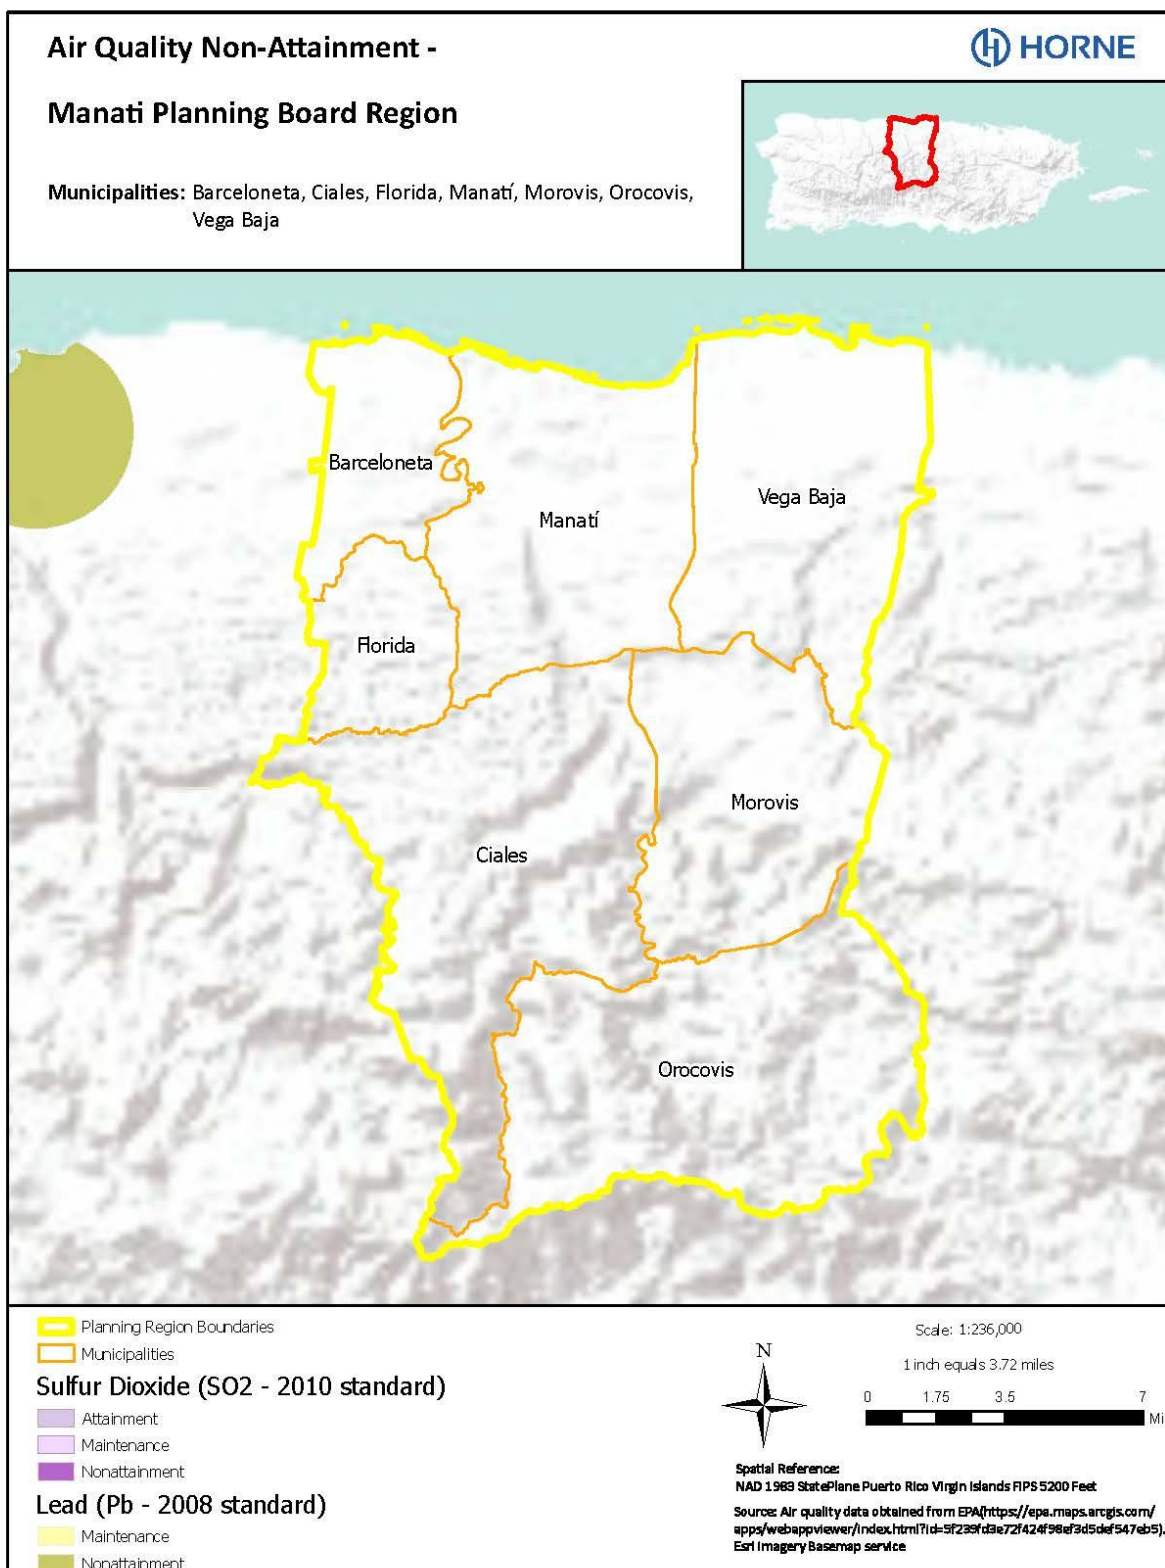 Air Quality Non-Attainment -
Manatí Planning Board Region
HORNE
Municipalities: Barceloneta, Ciales, Florida, Manatí, Morovis, Orocovis,
Vega Baja
Barceloneta
Vega Baja
Manatí
Florida
Morovis
Ciales
Orocovis
Planning Region Boundaries
Municipalities
Sulfur Dioxide (SO2 - 2010 standard)
Attainment
Maintenance
Nonattainment
Lead (Pb - 2008 standard)
Maintenance
Nonattainment
N
Scale: 1:236,000
1 inch equals 3.72 miles
0 1.75 3.5 7
Mi
Spatial Reference:
NAD 1983 StatePlane Puerto Rico Virgin Islands FIPS 5200 Feet
Source: Air quality data obtained from EPA(https://epa.maps.arcgis.com/
apps/webappviewer/index.html?id=5f239fd3e72f424f98ef3d5def547eb5).
Esri Imagery Basemap service